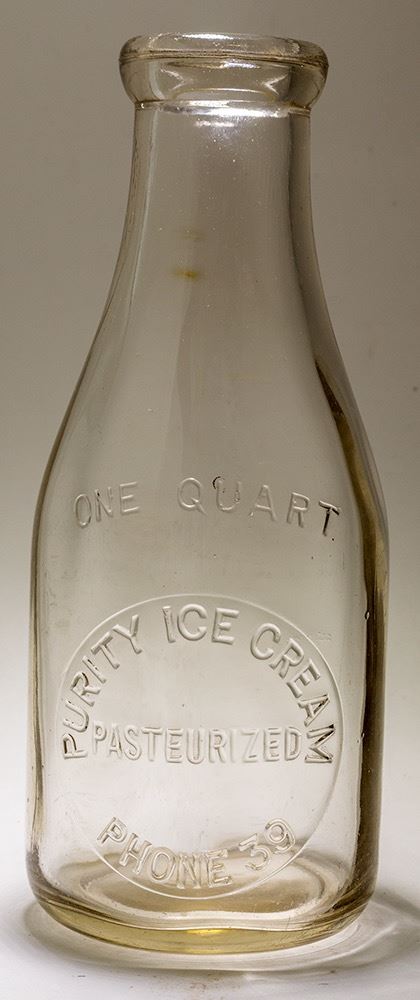 ONE QUART
PURITY ICE CREAM
PASTEURIZED
PHONE 39